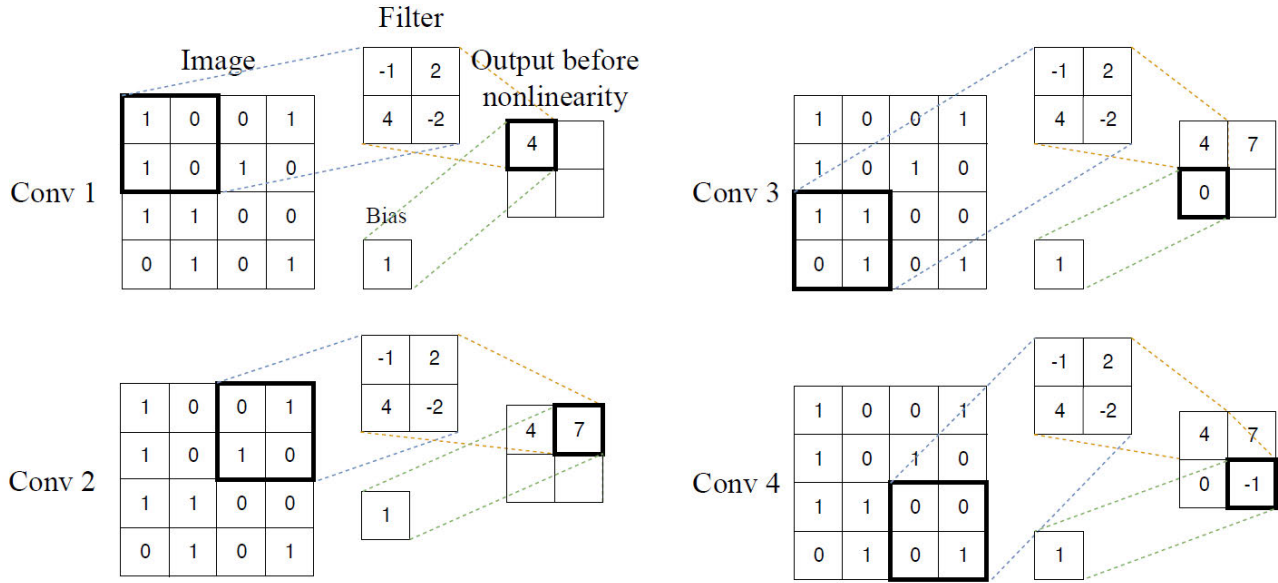 Filter
Image
Output before
nonlinearity
-1 2
4 -2
1 0 0 1
1 0 1 0
1 1 0 0
0 1 0 1
4
Conv 1
Bias
1
-1 2
4 -2
1 0 0 1
1 0 1 0
1 1 0 0
0 1 0 1
4 7
0
Conv 3
1
-1 2
4 -2
1 0 0 1
1 0 1 0
1 1 0 0
0 1 0 1
4 7
Conv 2
1
-1 2
4 -2
1 0 0 1
1 0 1 0
1 1 0 0
0 1 0 1
4 7
0 -1
Conv 4
1